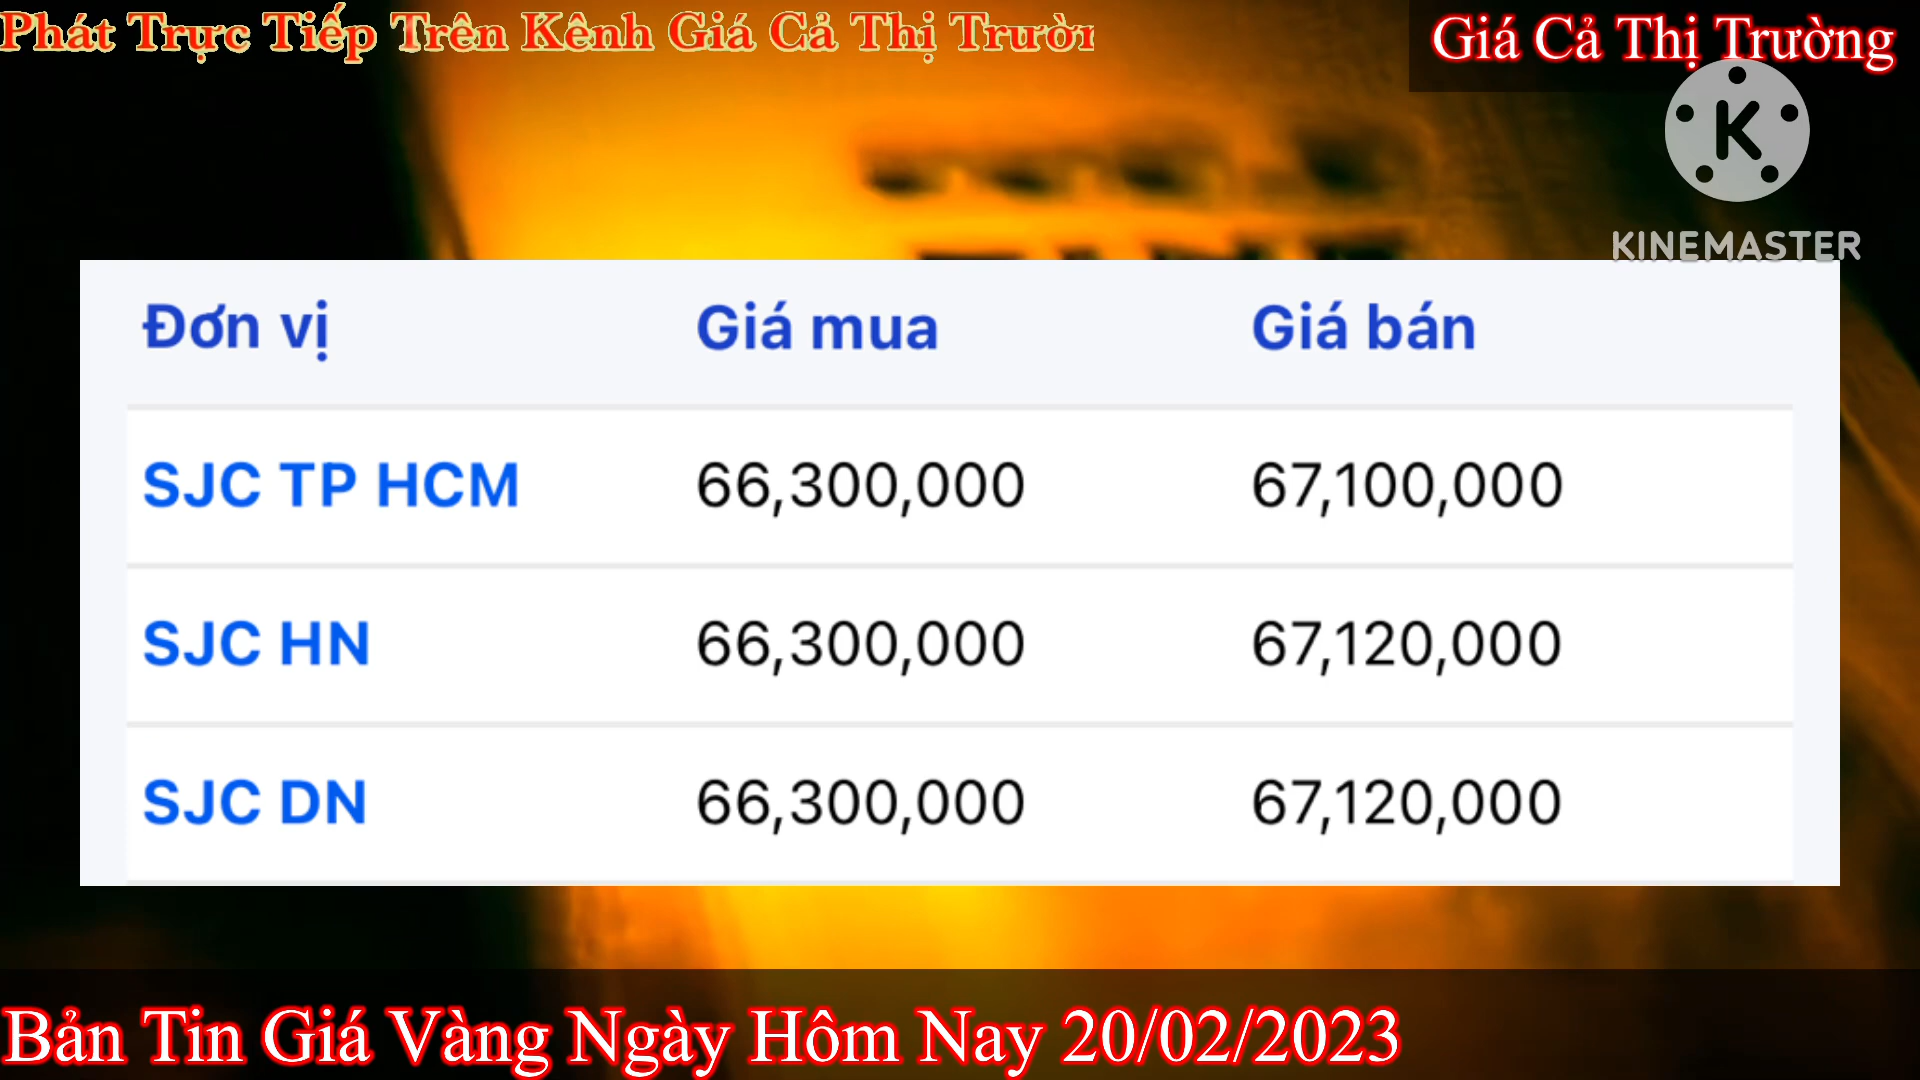 Phát Trực Tiếp Trên Kênh Giá Cả Thị
Giá Cả Thị Trường
K
KINEMASTER
Đơn vị Giá mua Giá bán
SJC TP HCM 66,300,000 67,100,000
SJC HN 66,300,000 67,120,000
SJC DN 66,300,000 67,120,000
Bản Tin Giá Vàng Ngày Hôm Nay 20/02/2023